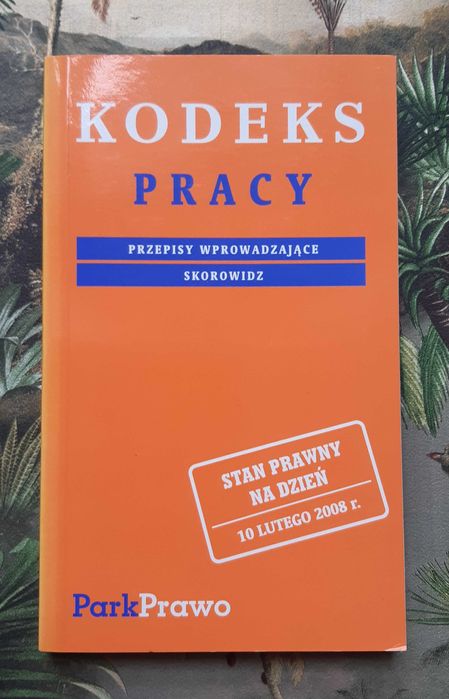 KODEKS
PRACY
PRZEPISY WPROWADZAJĄCE
SKOROWIDZ
STAN PRAWNY
NA DZIEŃ
10 LUTEGO 2008 r.
ParkPrawo